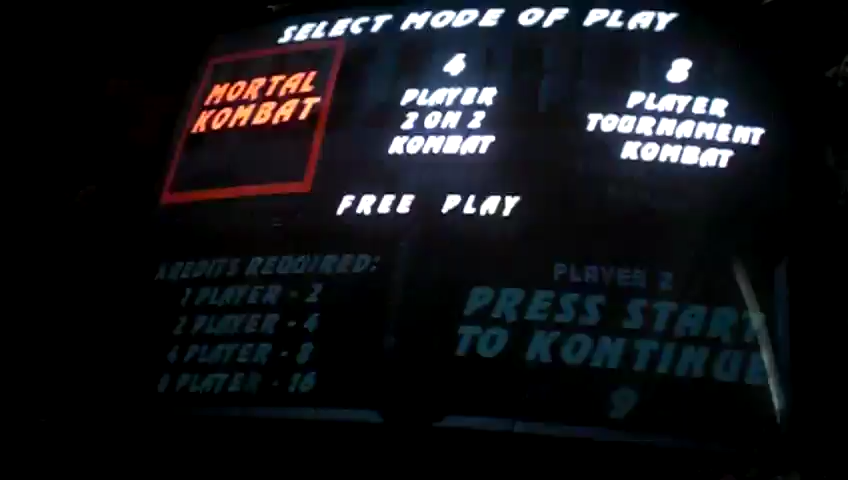 SELECT MODE OF PLAY
MORTAL
KOMBAT
4
PLAYER
2 ON 2
KOMBAT
8
PLAYER
TOURNAMENT
KOMBAT
FREE PLAY
KREDITS REQUIRED:
1 PLAYER - 2
2 PLAYER - 4
4 PLAYER - 8
8 PLAYER - 16
PLAYER 2
PRESS START
TO KONTINUE
9